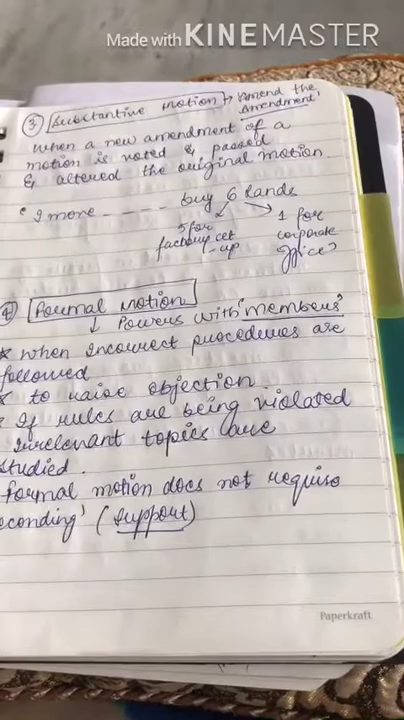 Made with KINEMASTER
③ Substantive motion → 'Amend the Amendment'
When a new amendment of a
motion is voted & passed
& altered the original motion.
"I move - - - - buy 6 lands
5 for factory set-up
1 for corporate office"
④ Formal motion
↓ Powers with 'members'
* When incorrect procedures are
followed
* to raise objection.
* If rules are being violated
irrelevant topics are
studied.
Formal motion does not require
econding' (support)
Paperkraft